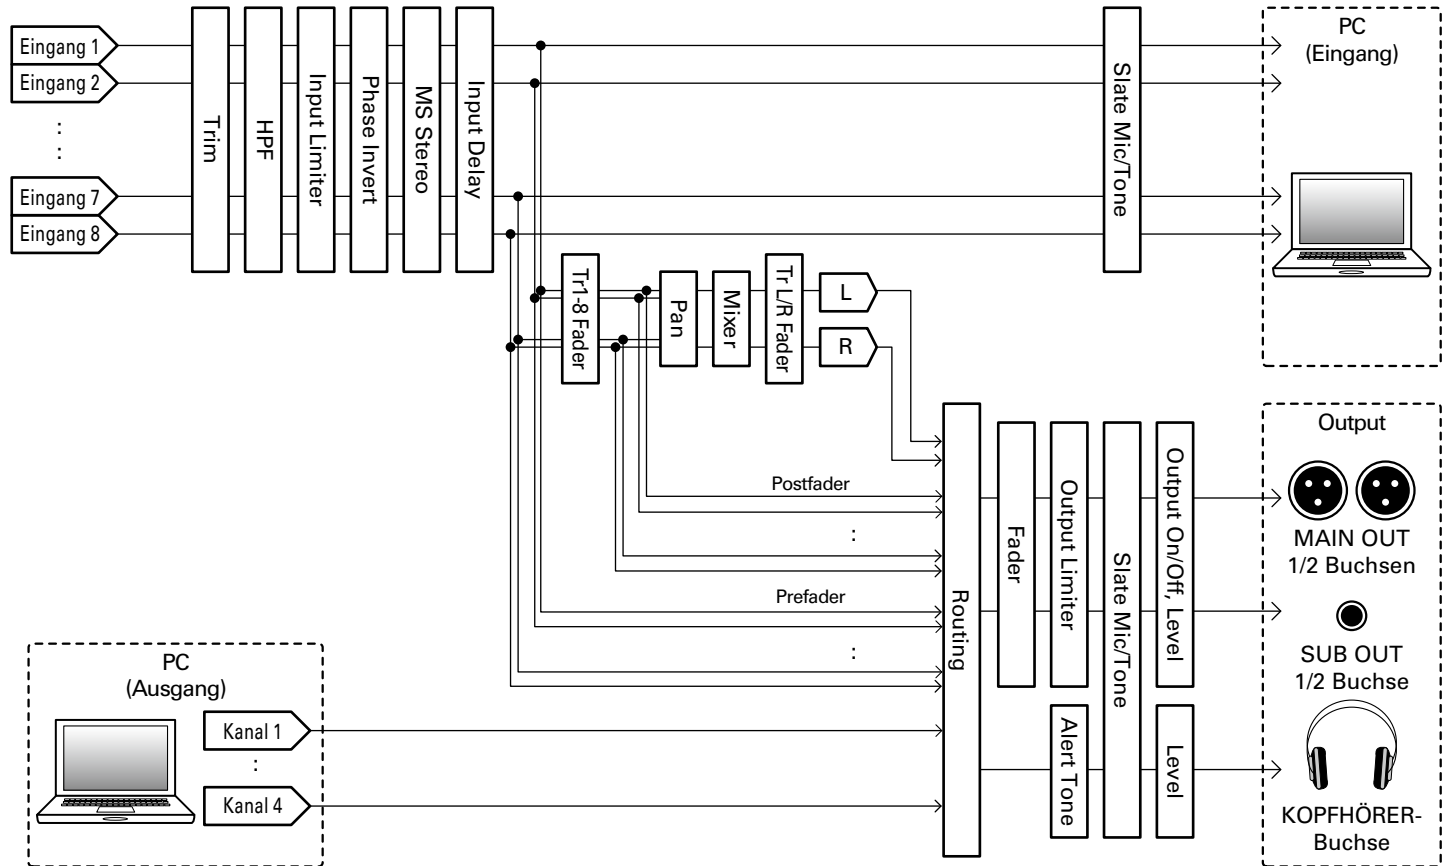 Eingang 1
Eingang 2
:
:
Eingang 7
Eingang 8
Trim
HPF
Input Limiter
Phase Invert
MS Stereo
Input Delay
Slate Mic/Tone
PC
(Eingang)
Tr1-8 Fader
Pan
Mixer
Tr L/R Fader
L
R
Postfader
:
Prefader
:
Routing
Fader
Output Limiter
Alert Tone
Slate Mic/Tone
Output On/Off, Level
Level
Output
MAIN OUT
1/2 Buchsen
SUB OUT
1/2 Buchse
KOPFHÖRER-
Buchse
PC
(Ausgang)
Kanal 1
:
Kanal 4